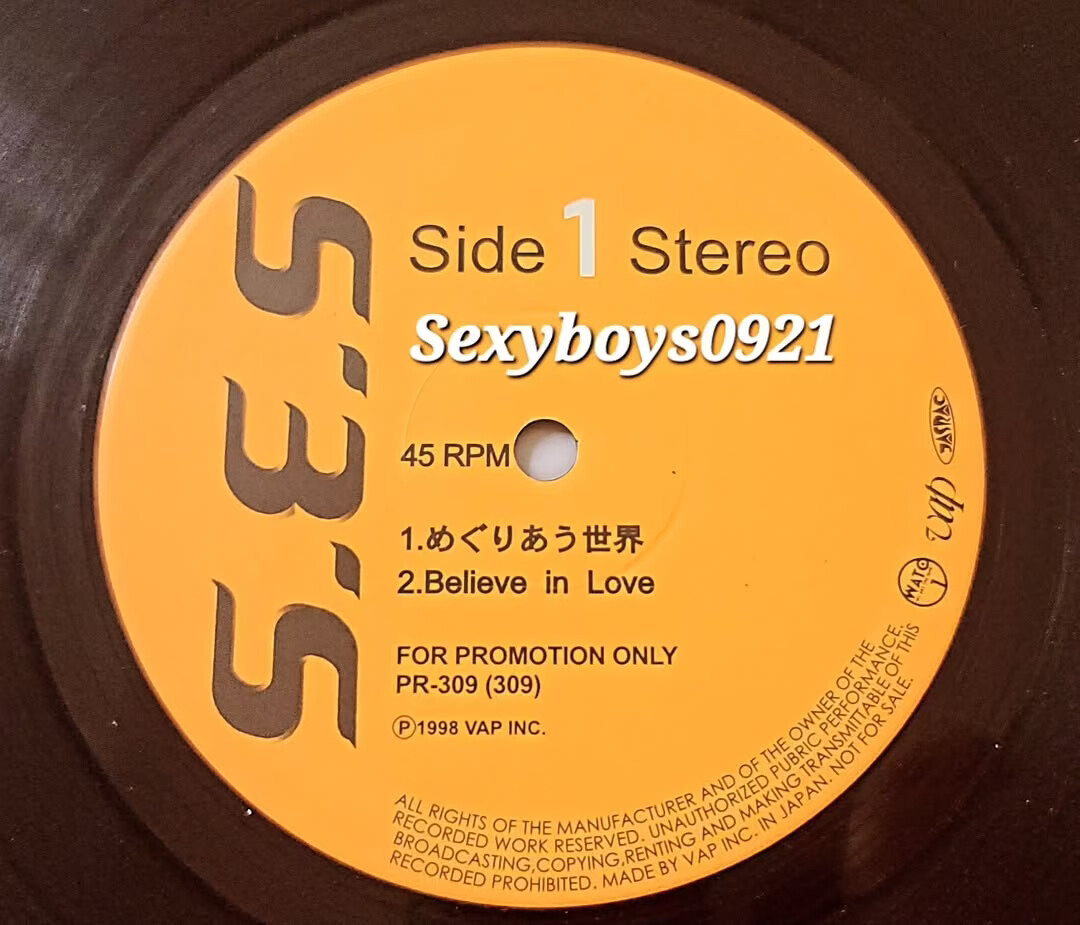 S.E.S
Side 1 Stereo
Sexyboys0921
45 RPM
1.めぐりあう世界
2.Believe in Love
FOR PROMOTION ONLY
PR-309 (309)
Ⓟ1998 VAP INC.
JASRAC
vap
WATO
ALL RIGHTS OF THE MANUFACTURER AND OF THE OWNER OF THE
RECORDED WORK RESERVED. UNAUTHORIZED PUBRIC PERFORMANCE,
BROADCASTING,COPYING,RENTING AND MAKING TRANSMITTABLE OF THIS
RECORDED PROHIBITED. MADE BY VAP INC. IN JAPAN. NOT FOR SALE.